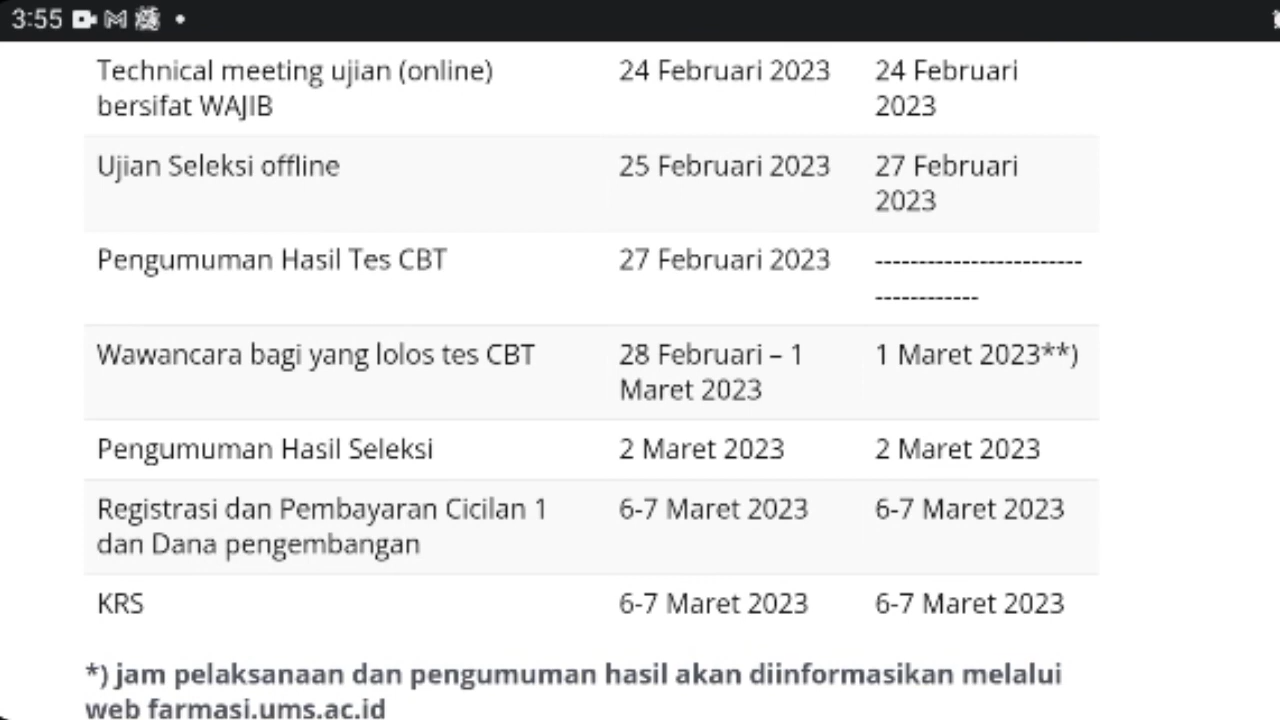 3:55
Technical meeting ujian (online) 24 Februari 2023 24 Februari
bersifat WAJIB 2023
Ujian Seleksi offline 25 Februari 2023 27 Februari
2023
Pengumuman Hasil Tes CBT 27 Februari 2023 ------------------------
------------
Wawancara bagi yang lolos tes CBT 28 Februari – 1 1 Maret 2023**)
Maret 2023
Pengumuman Hasil Seleksi 2 Maret 2023 2 Maret 2023
Registrasi dan Pembayaran Cicilan 1 6-7 Maret 2023 6-7 Maret 2023
dan Dana pengembangan
KRS 6-7 Maret 2023 6-7 Maret 2023
*) jam pelaksanaan dan pengumuman hasil akan diinformasikan melalui
web farmasi.ums.ac.id